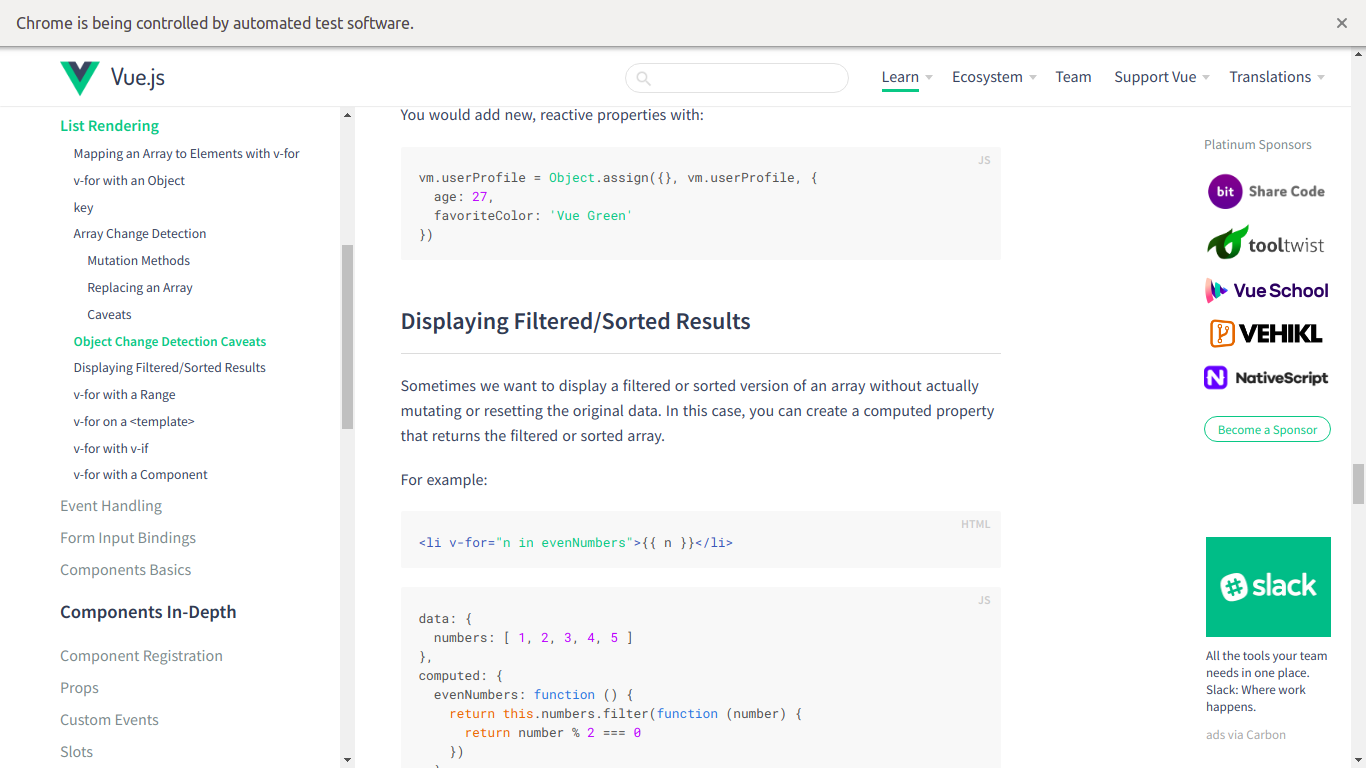 Chrome is being controlled by automated test software.
Vue.js
Learn
Ecosystem
Team
Support Vue
Translations
List Rendering
Mapping an Array to Elements with v-for
v-for with an Object
key
Array Change Detection
Mutation Methods
Replacing an Array
Caveats
Object Change Detection Caveats
Displaying Filtered/Sorted Results
v-for with a Range
v-for on a <template>
v-for with v-if
v-for with a Component
Event Handling
Form Input Bindings
Components Basics
Components In-Depth
Component Registration
Props
Custom Events
Slots
You would add new, reactive properties with:
JS
vm.userProfile = Object.assign({}, vm.userProfile, {
  age: 27,
  favoriteColor: 'Vue Green'
})
Displaying Filtered/Sorted Results
Sometimes we want to display a filtered or sorted version of an array without actually
mutating or resetting the original data. In this case, you can create a computed property
that returns the filtered or sorted array.
For example:
HTML
<li v-for="n in evenNumbers">{{ n }}</li>
JS
data: {
  numbers: [ 1, 2, 3, 4, 5 ]
},
computed: {
  evenNumbers: function () {
    return this.numbers.filter(function (number) {
      return number % 2 === 0
    })
Platinum Sponsors
bit Share Code
tooltwist
Vue School
VEHIKL
N NativeScript
Become a Sponsor
slack
All the tools your team
needs in one place.
Slack: Where work
happens.
ads via Carbon